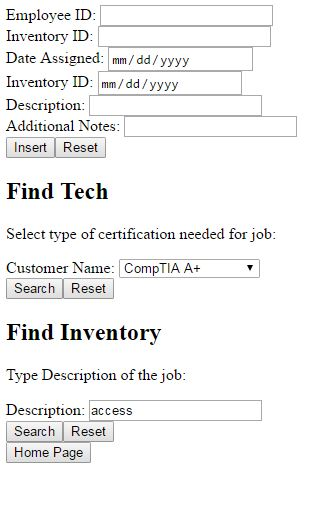 Employee ID:
Inventory ID:
Date Assigned: mm/dd/yyyy
Inventory ID: mm/dd/yyyy
Description:
Additional Notes:
Insert Reset
Find Tech
Select type of certification needed for job:
Customer Name: CompTIA A+
Search Reset
Find Inventory
Type Description of the job:
Description: access
Search Reset
Home Page